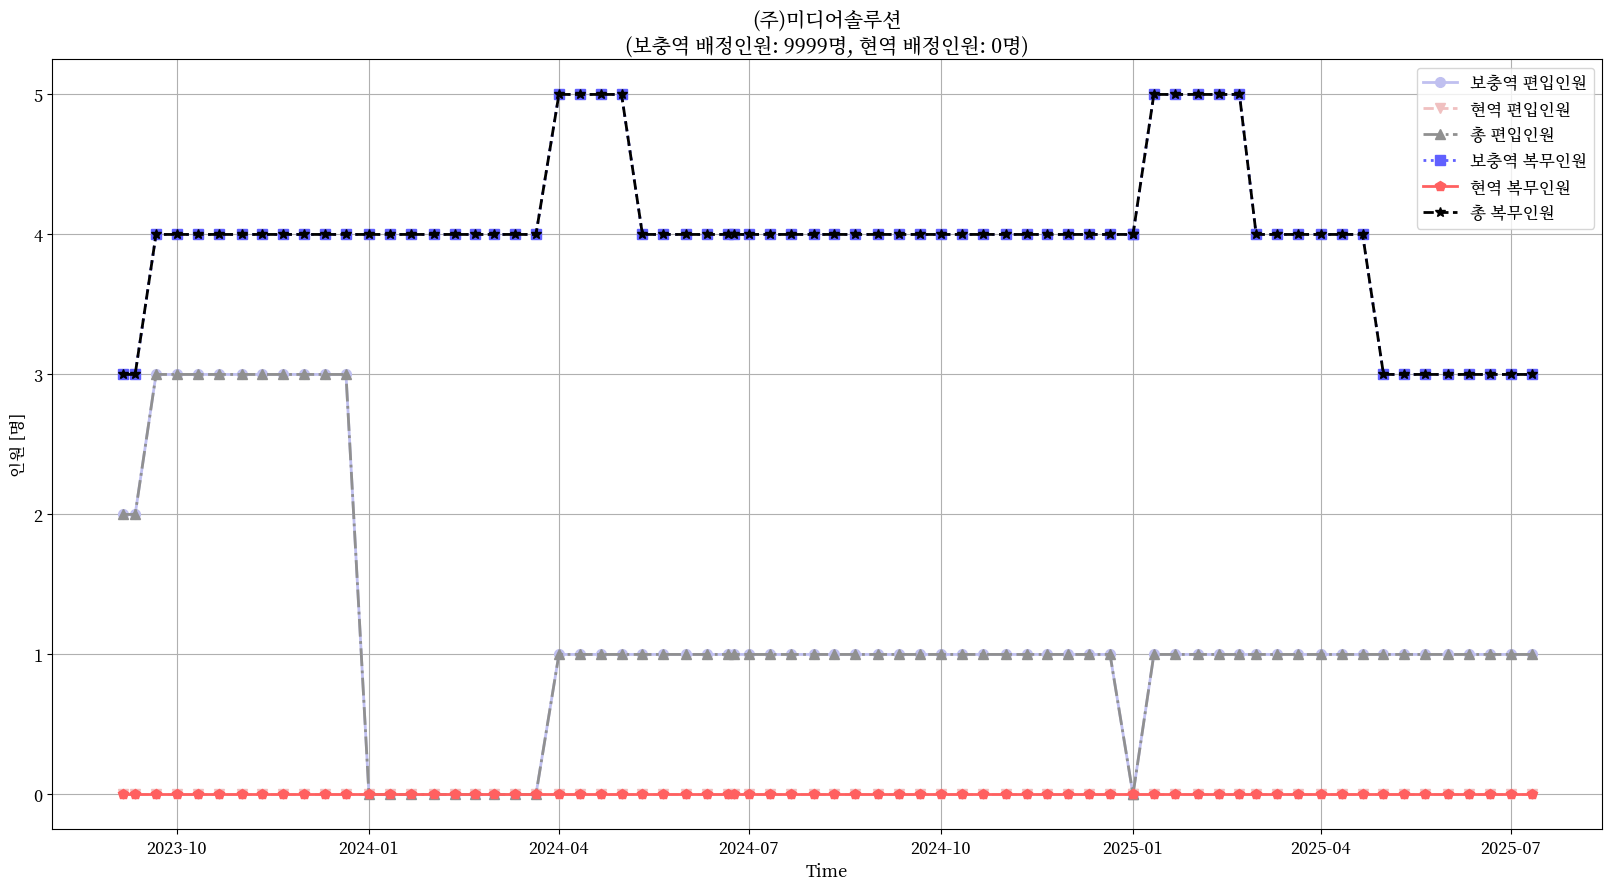 (주)미디어솔루션
(보충역 배정인원: 9999명, 현역 배정인원: 0명)
보충역 편입인원
현역 편입인원
총 편입인원
보충역 복무인원
현역 복무인원
총 복무인원
인원 [명]
5
4
3
2
1
0
2023-10
2024-01
2024-04
2024-07
2024-10
2025-01
2025-04
2025-07
Time